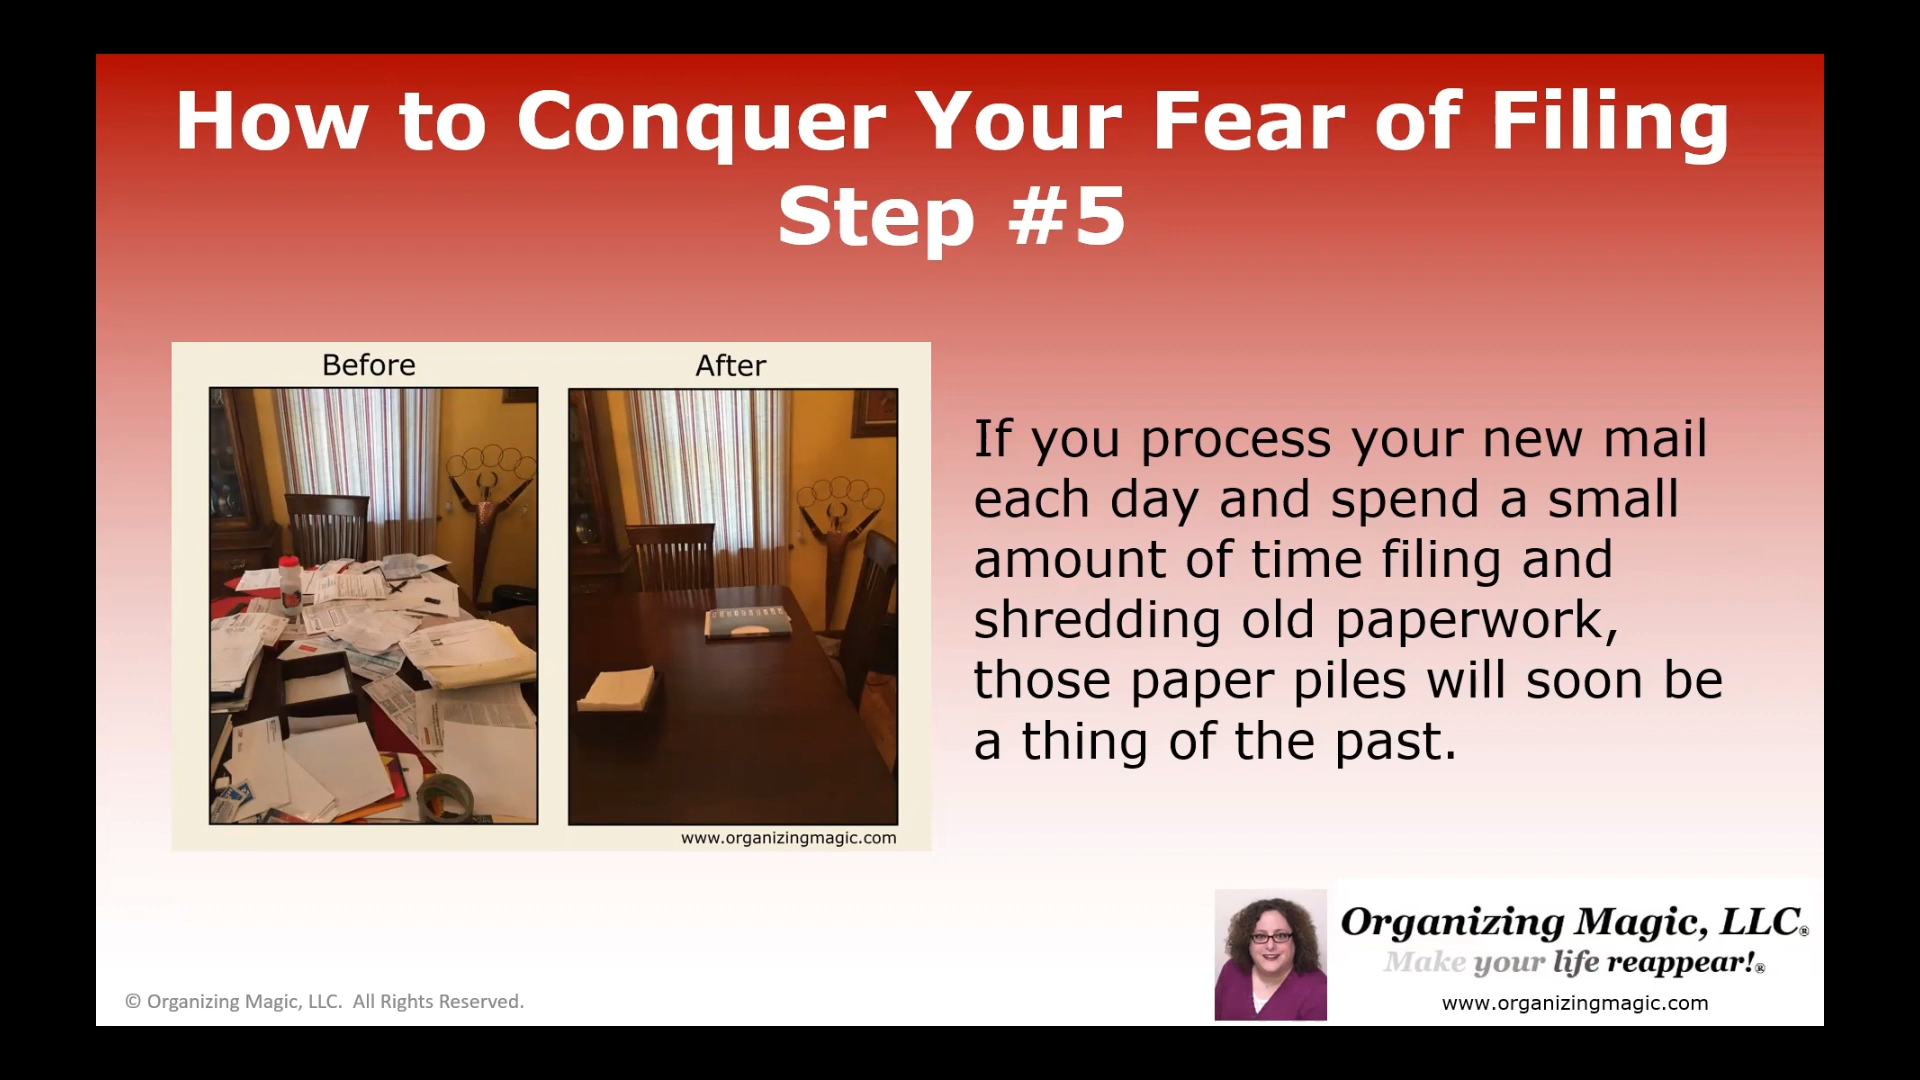 How to Conquer Your Fear of Filing
Step #5
Before
After
www.organizingmagic.com
If you process your new mail
each day and spend a small
amount of time filing and
shredding old paperwork,
those paper piles will soon be
a thing of the past.
Organizing Magic, LLC®
Make your life reappear!®
www.organizingmagic.com
© Organizing Magic, LLC.  All Rights Reserved.